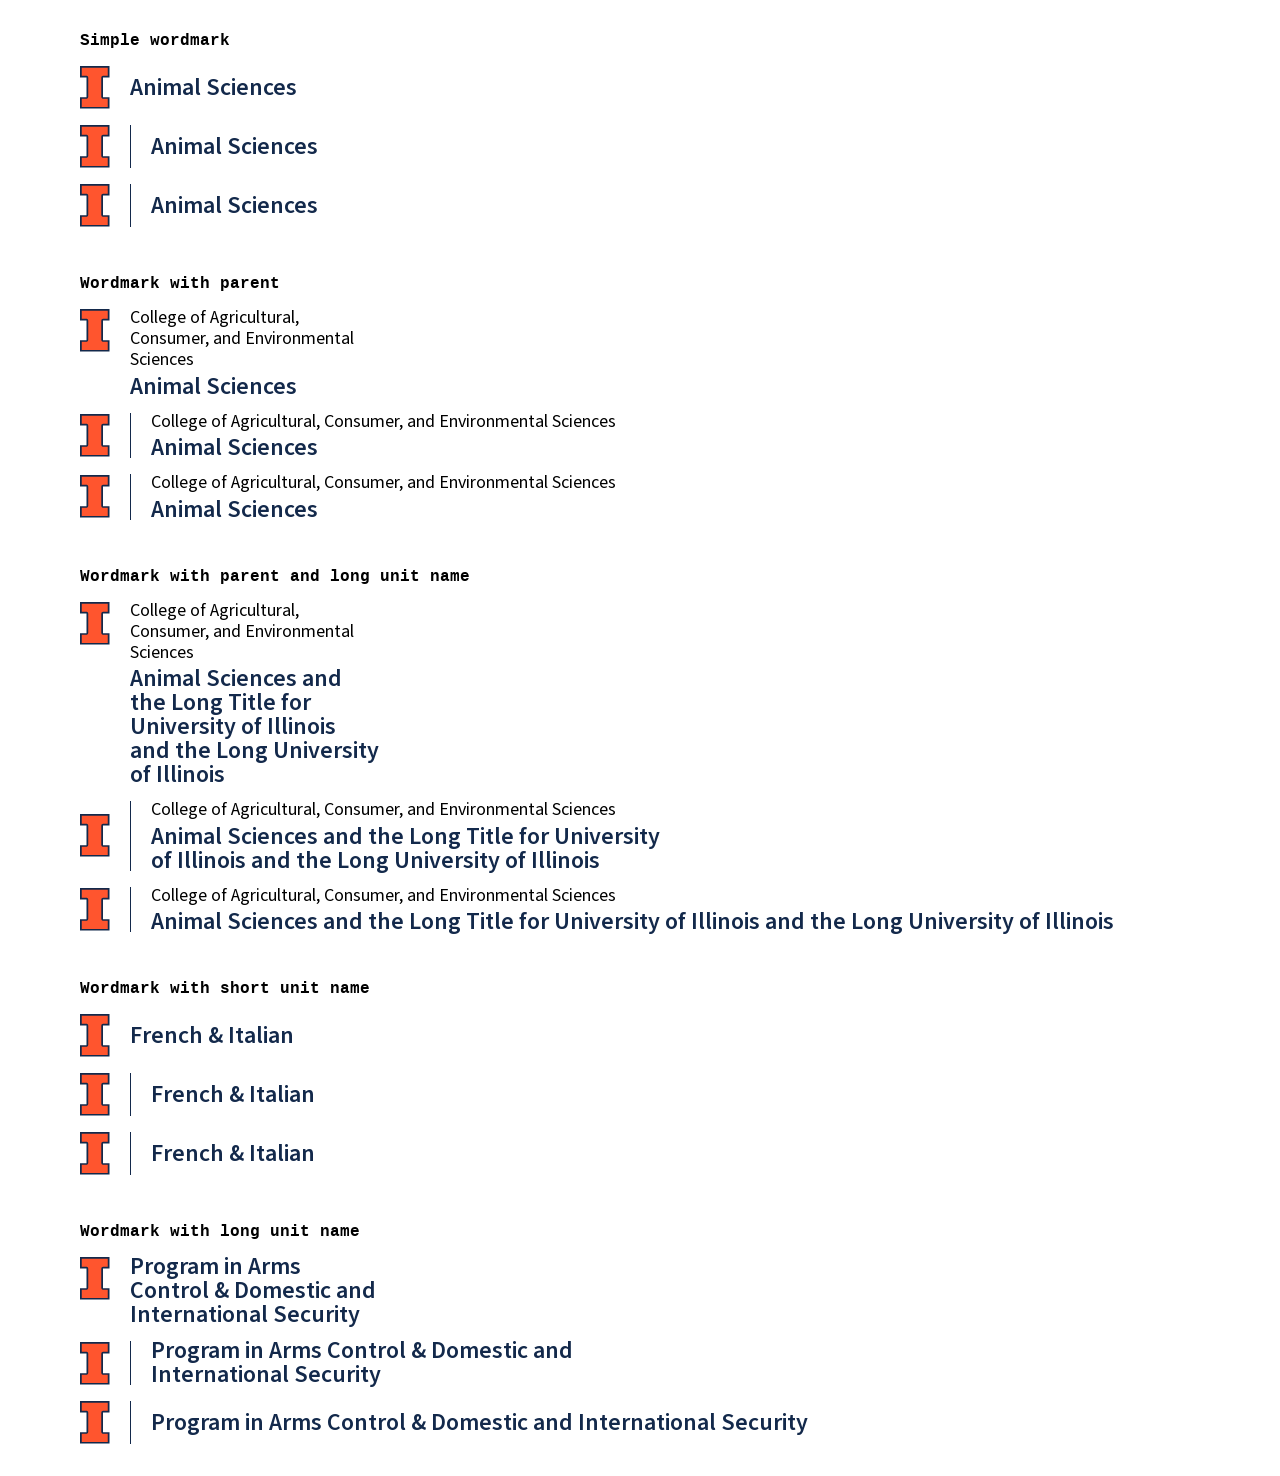 Simple wordmark
I Animal Sciences
I Animal Sciences
I Animal Sciences
Wordmark with parent
I College of Agricultural,
Consumer, and Environmental
Sciences
Animal Sciences
I College of Agricultural, Consumer, and Environmental Sciences
Animal Sciences
I College of Agricultural, Consumer, and Environmental Sciences
Animal Sciences
Wordmark with parent and long unit name
I College of Agricultural,
Consumer, and Environmental
Sciences
Animal Sciences and
the Long Title for
University of Illinois
and the Long University
of Illinois
I College of Agricultural, Consumer, and Environmental Sciences
Animal Sciences and the Long Title for University
of Illinois and the Long University of Illinois
I College of Agricultural, Consumer, and Environmental Sciences
Animal Sciences and the Long Title for University of Illinois and the Long University of Illinois
Wordmark with short unit name
I French & Italian
I French & Italian
I French & Italian
Wordmark with long unit name
I Program in Arms
Control & Domestic and
International Security
I Program in Arms Control & Domestic and
International Security
I Program in Arms Control & Domestic and International Security